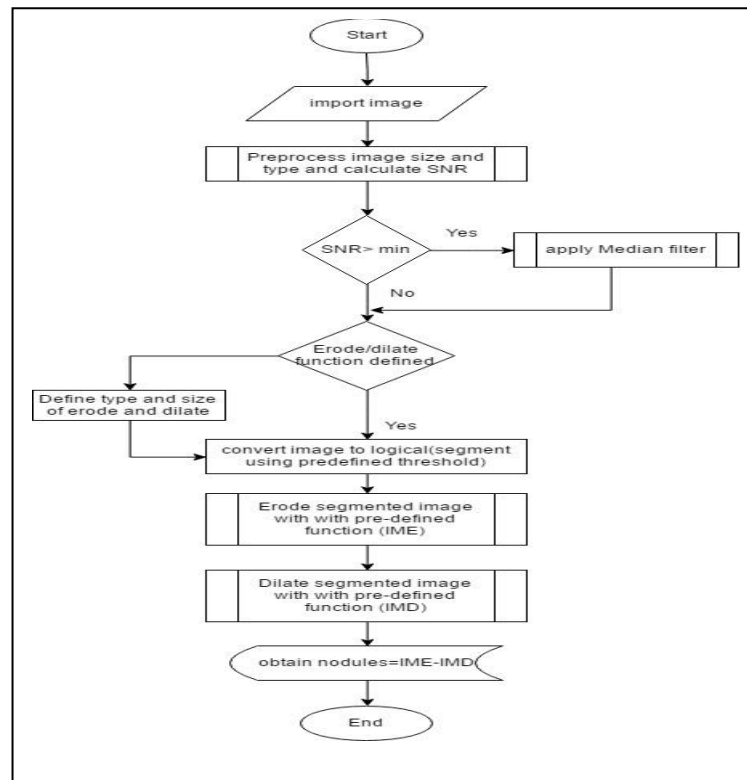 Start
import image
Preprocess image size and
type and calculate SNR
SNR> min
Yes
apply Median filter
No
Erode/dilate
function defined
Define type and size
of erode and dilate
Yes
convert image to logical(segment
using predefined threshold)
Erode segmented image
with with pre-defined
function (IME)
Dilate segmented image
with with pre-defined
function (IMD)
obtain nodules=IME-IMD
End